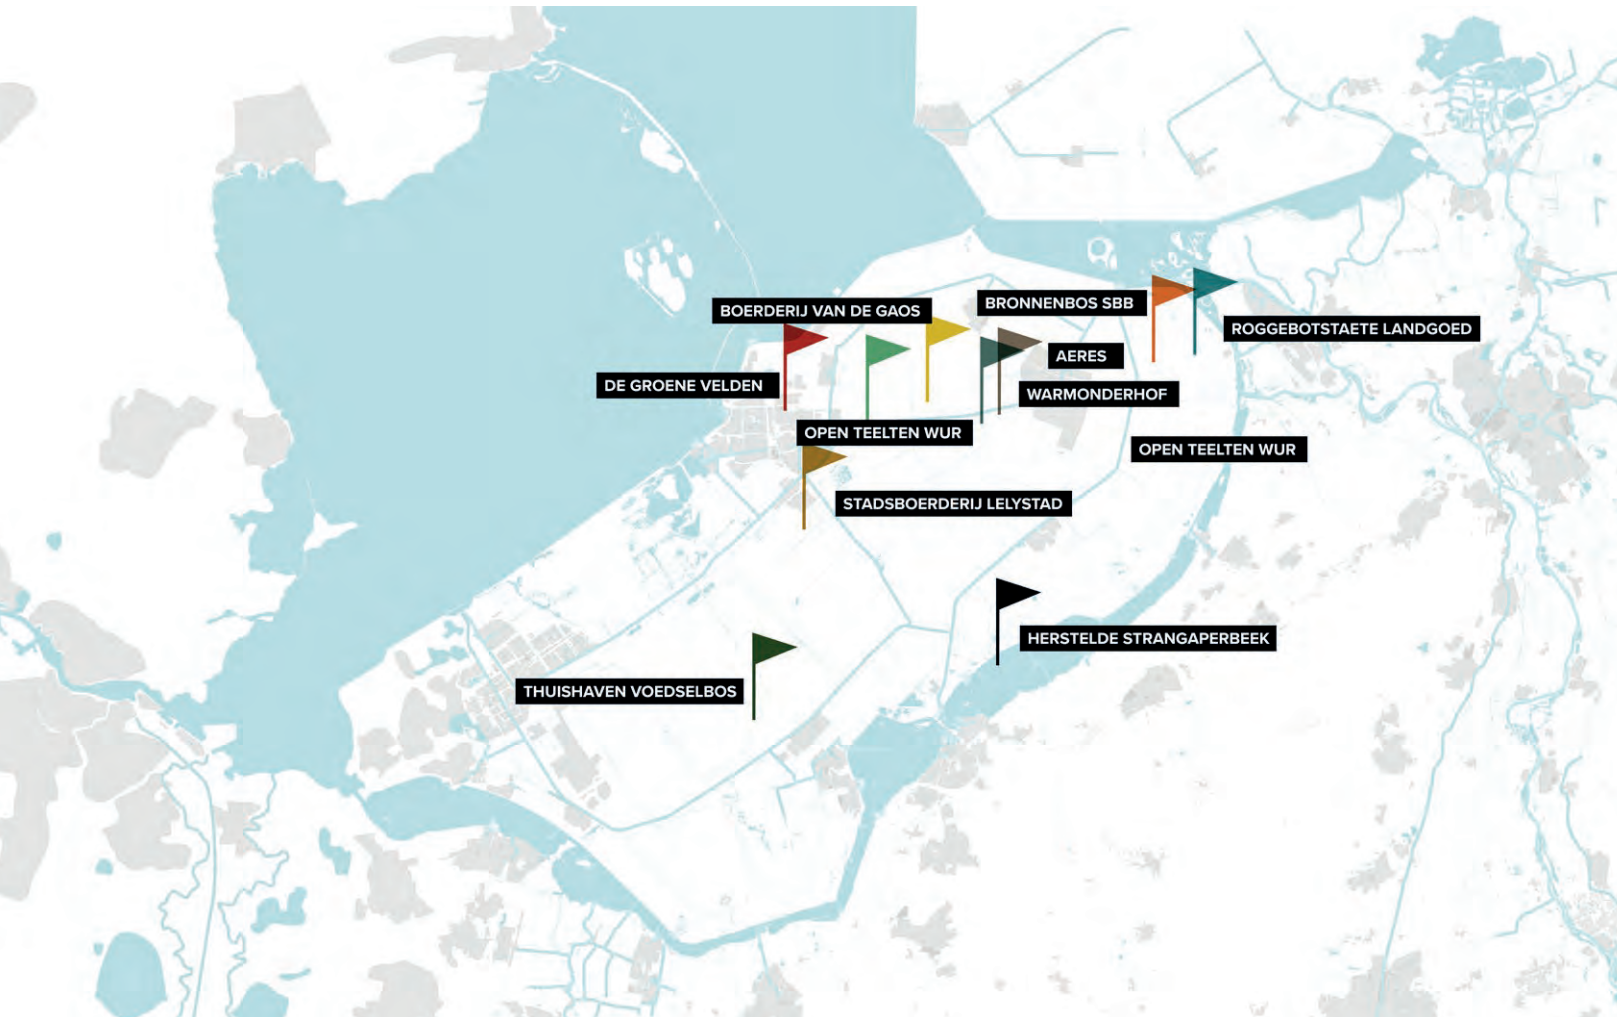 BOERDERIJ VAN DE GAOS
BRONNENBOS SBB
ROGGEBOTSTAETE LANDGOED
AERES
DE GROENE VELDEN
WARMONDERHOF
OPEN TEELTEN WUR
OPEN TEELTEN WUR
STADSBOERDERIJ LELYSTAD
HERSTELDE STRANGAPERBEEK
THUISHAVEN VOEDSELBOS